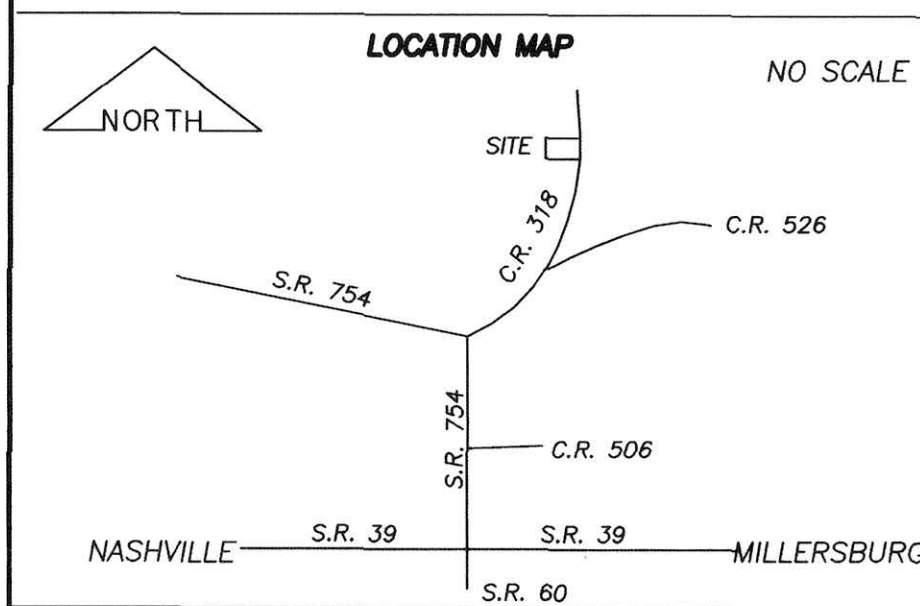 LOCATION MAP
NO SCALE
NORTH
SITE
C.R. 318
C.R. 526
S.R. 754
S.R. 754
C.R. 506
NASHVILLE
S.R. 39
S.R. 39
MILLERSBURG
S.R. 60